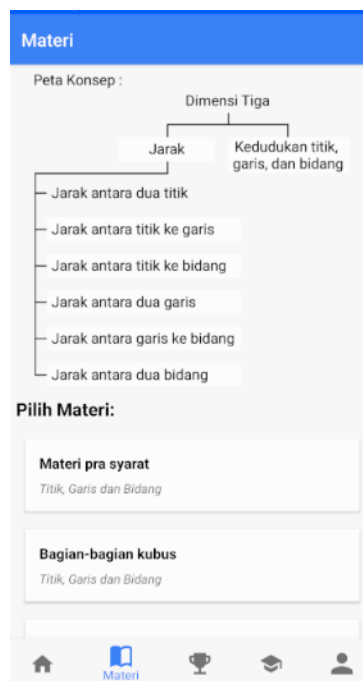 Materi
Peta Konsep :
Dimensi Tiga
Jarak
Kedudukan titik,
garis, dan bidang
Jarak antara dua titik
Jarak antara titik ke garis
Jarak antara titik ke bidang
Jarak antara dua garis
Jarak antara garis ke bidang
Jarak antara dua bidang
Pilih Materi:
Materi pra syarat
Titik, Garis dan Bidang
Bagian-bagian kubus
Titik, Garis dan Bidang
Materi